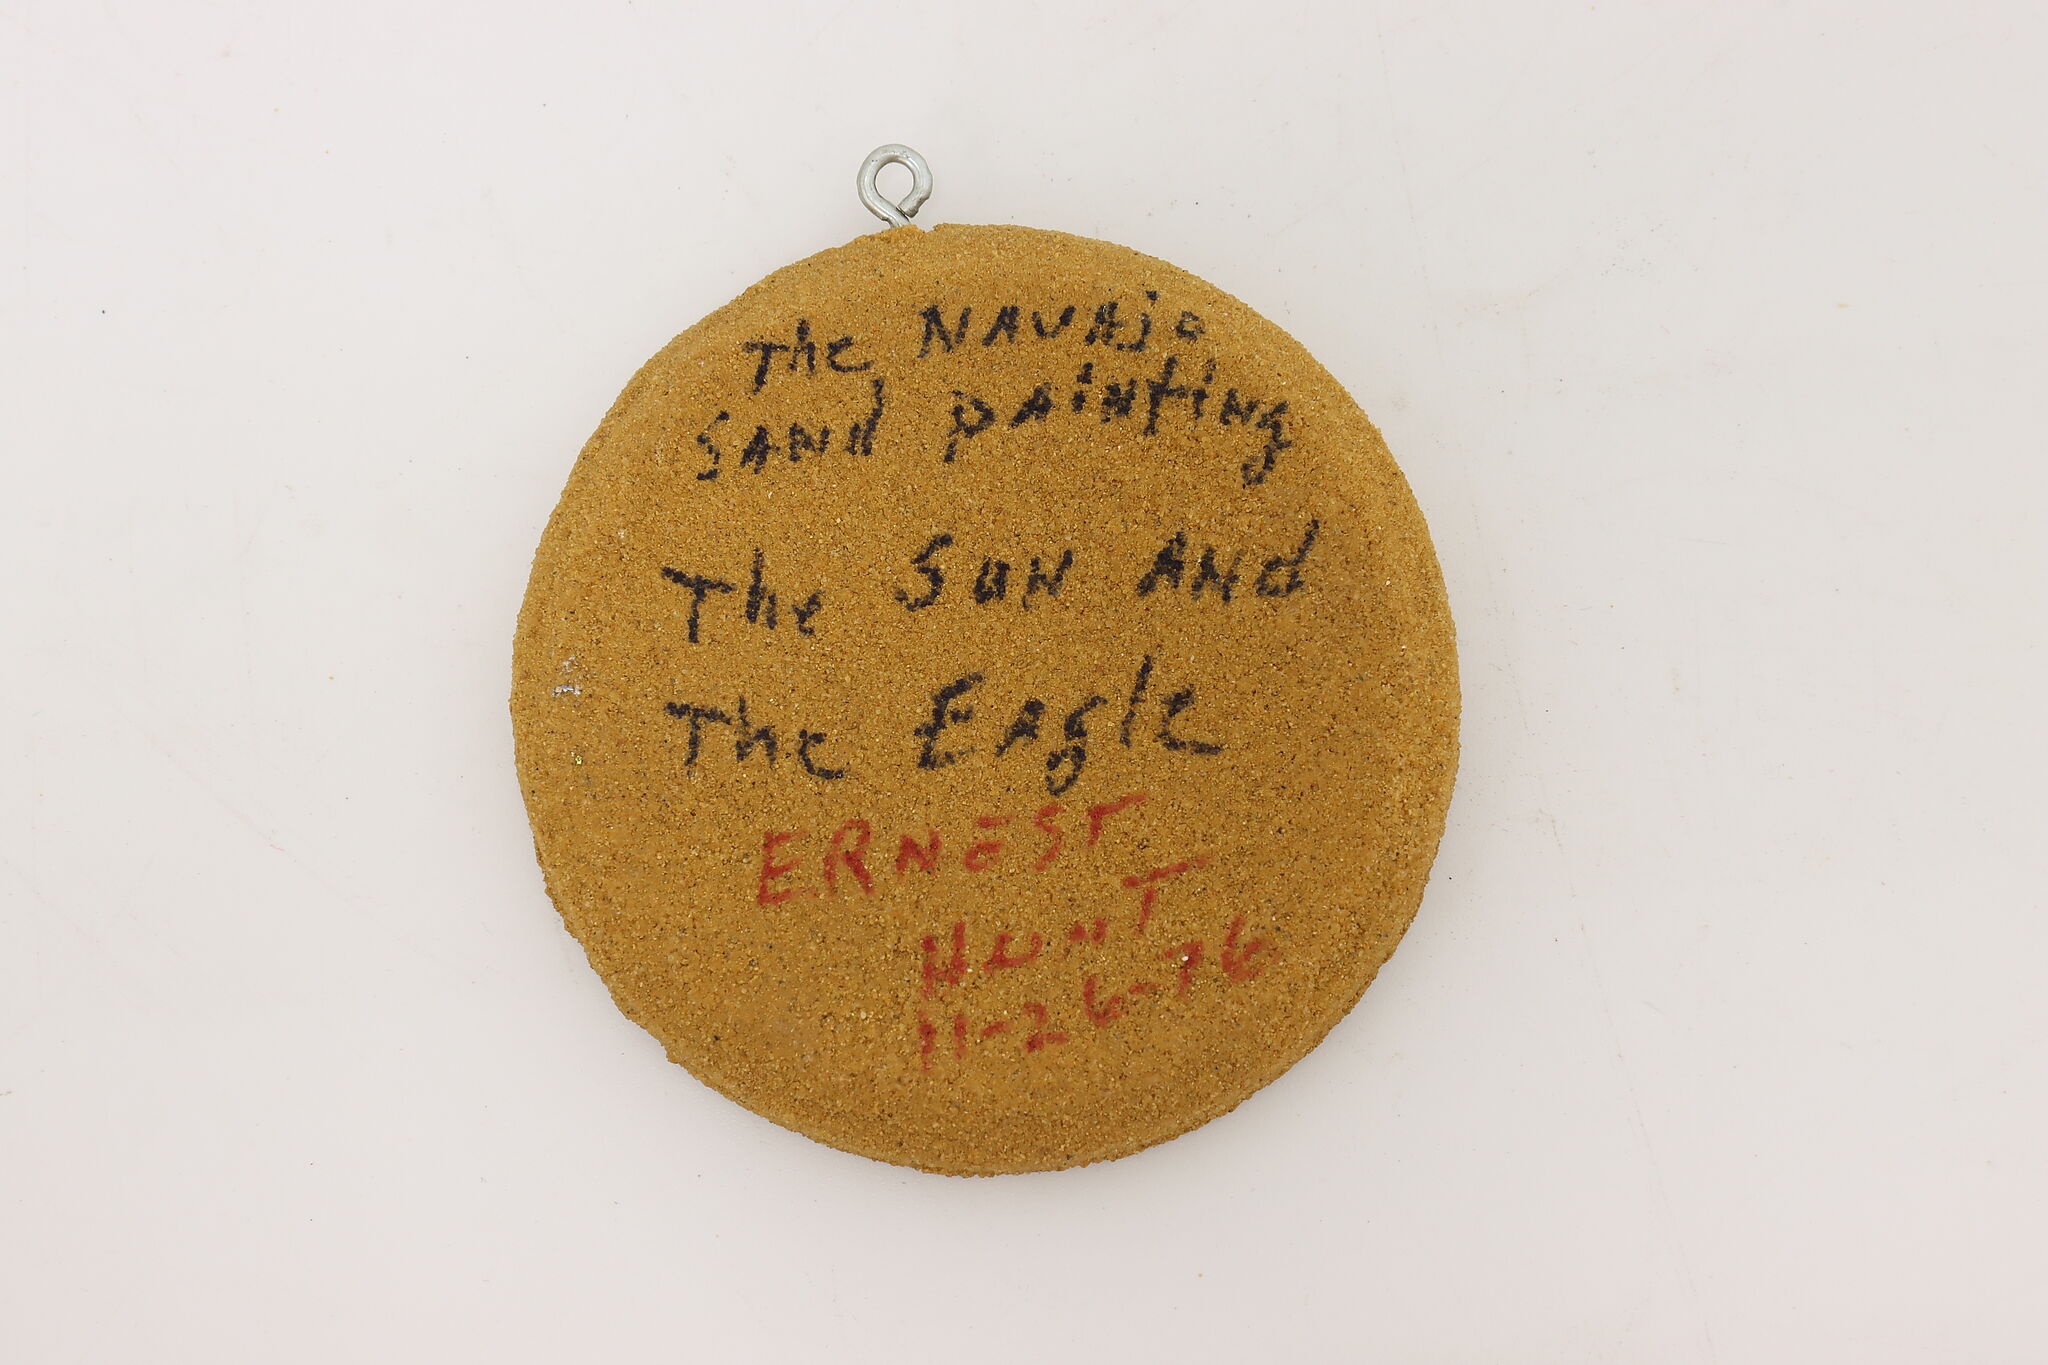 The NAVAjo
SANd pAiNtiNg
The SuN ANd
The EAgle
ERNEST
HUNT
11-26-76